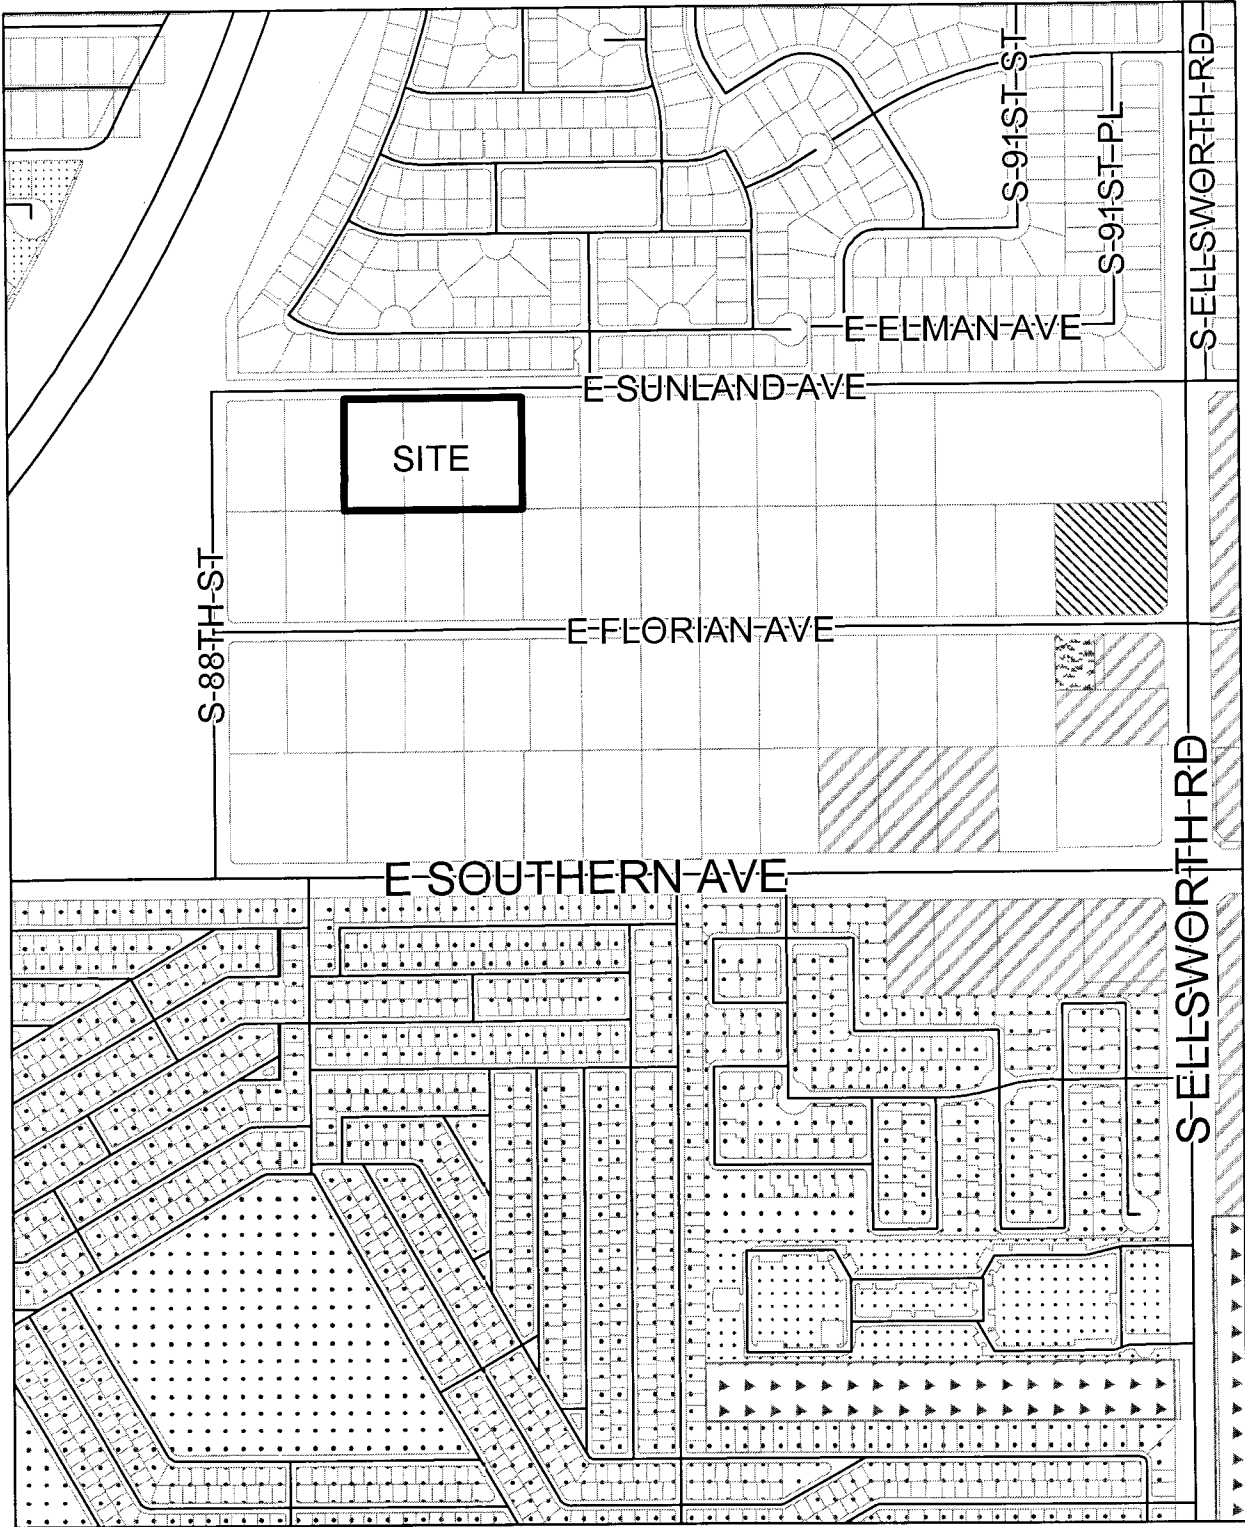 S 91ST ST
S 91ST PL
S ELLSWORTH RD
E ELMAN AVE
E SUNLAND AVE
SITE
S 88TH ST
E FLORIAN AVE
E SOUTHERN AVE
S ELLSWORTH RD